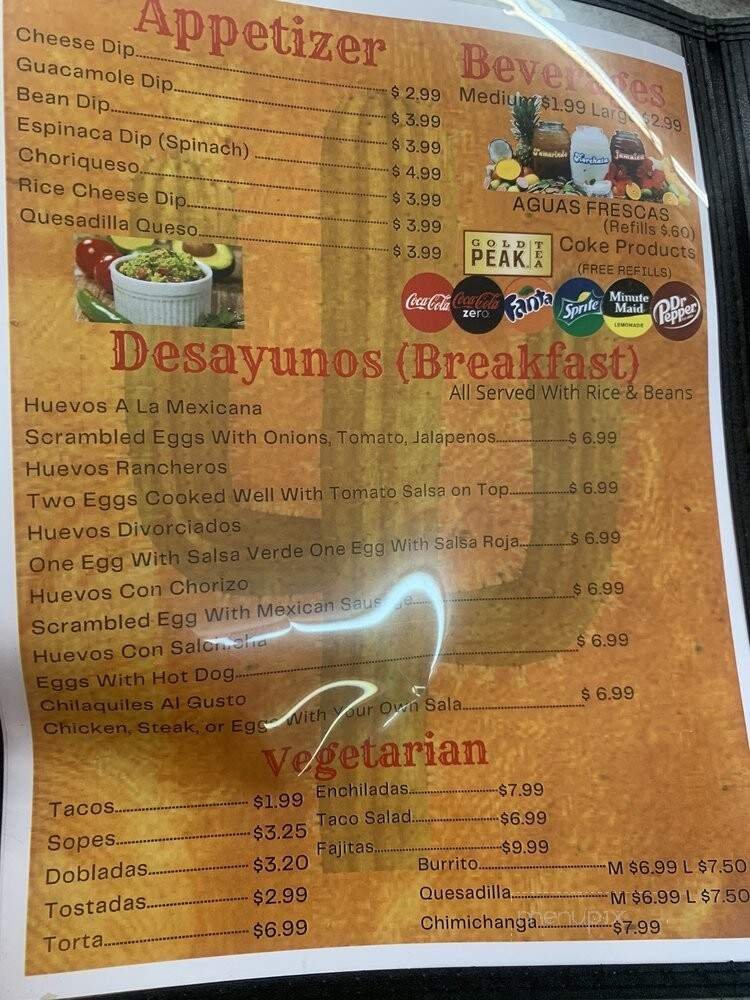 Appetizer
Cheese Dip $ 2.99
Guacamole Dip $ 3.99
Bean Dip $ 3.99
Espinaca Dip (Spinach) $ 4.99
Choriqueso $ 3.99
Rice Cheese Dip $ 3.99
Quesadilla Queso $ 3.99
Beverages
Medium $1.99 Large $2.99
Tamarindo Horchata Jamaica
AGUAS FRESCAS
(Refills $.60)
GOLD PEAK TEA
Coke Products
(FREE REFILLS)
Coca-Cola Coca-Cola zero Fanta Sprite Minute Maid LEMONADE Dr Pepper
Desayunos (Breakfast)
All Served With Rice & Beans
Huevos A La Mexicana
Scrambled Eggs With Onions, Tomato, Jalapenos $ 6.99
Huevos Rancheros
Two Eggs Cooked Well With Tomato Salsa on Top $ 6.99
Huevos Divorciados
One Egg With Salsa Verde One Egg With Salsa Roja $ 6.99
Huevos Con Chorizo
Scrambled Egg With Mexican Sausage $ 6.99
Huevos Con Salchicha
Eggs With Hot Dog $ 6.99
Chilaquiles Al Gusto
Chicken, Steak, or Eggs With Your Own Sala $ 6.99
Vegetarian
Tacos $1.99
Sopes $3.25
Dobladas $3.20
Tostadas $2.99
Torta $6.99
Enchiladas $7.99
Taco Salad $6.99
Fajitas $9.99
Burrito M $6.99 L $7.50
Quesadilla M $6.99 L $7.50
Chimichanga $7.99
menupix